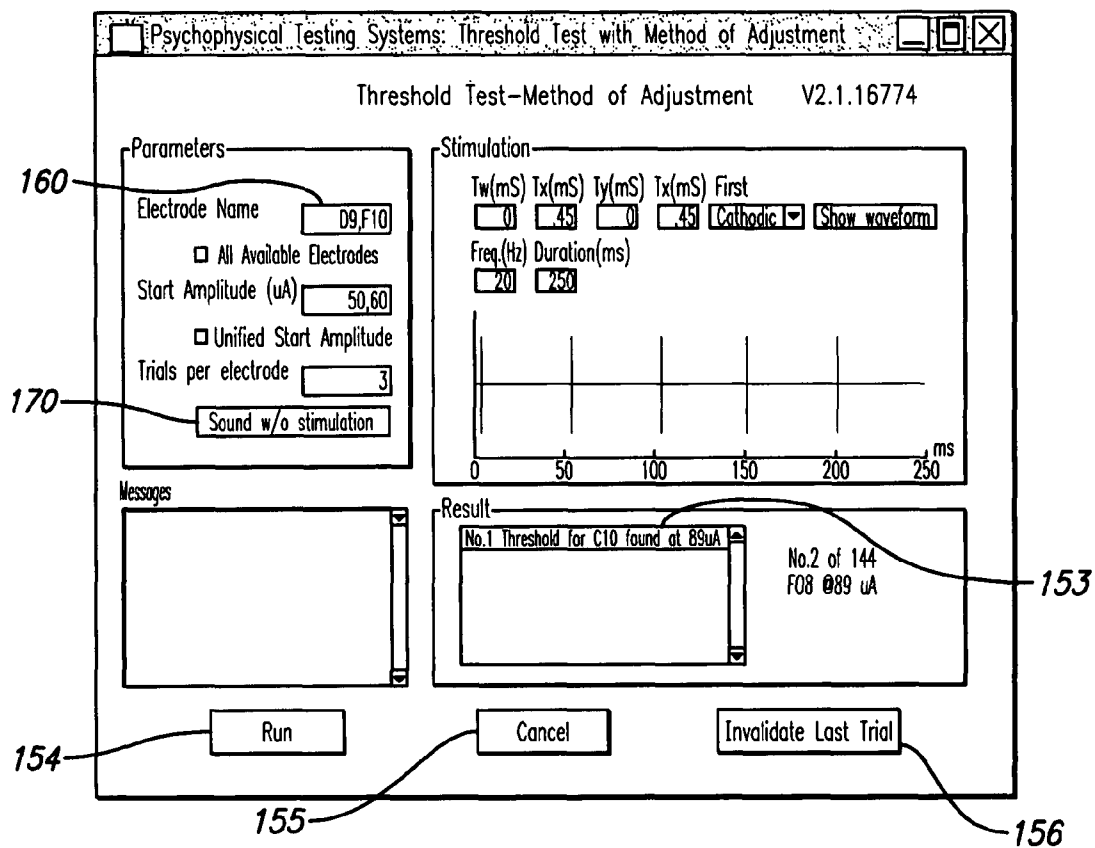 Psychophysical Testing Systems: Threshold Test with Method of Adjustment
Threshold Test-Method of Adjustment V2.1.16774
Parameters
160
Electrode Name D9,F10
All Available Electrodes
Start Amplitude (uA) 50,60
Unified Start Amplitude
Trials per electrode 3
170
Sound w/o stimulation
Stimulation
Tw(mS) Tx(mS) Ty(mS) Tx(mS) First
0 .45 0 .45 Cathodic Show waveform
Freq.(Hz) Duration(ms)
20 250
ms
0 50 100 150 200 250
Messages
Result
No.1 Threshold for C10 found at 89uA
No.2 of 144
F08 @89 uA
153
Run Cancel Invalidate Last Trial
154
155
156